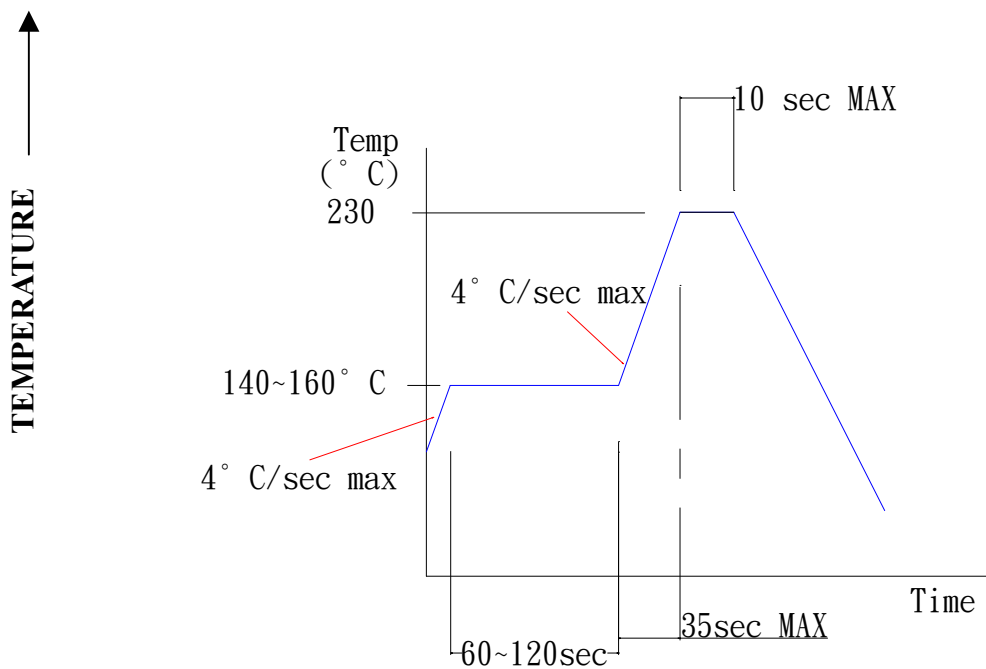 TEMPERATURE
10 sec MAX
Temp
(° C)
230
4° C/sec max
140~160° C
4° C/sec max
Time
35sec MAX
60~120sec